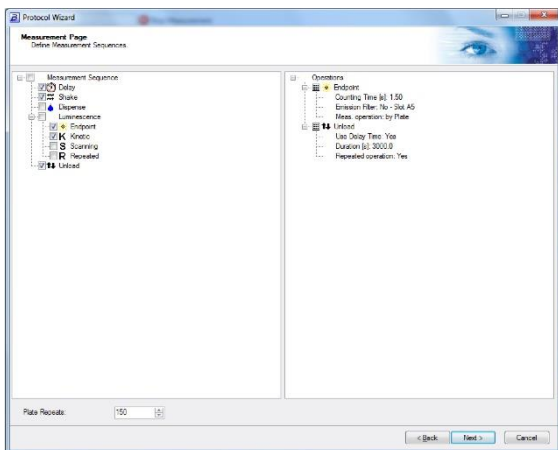 Protocol Wizard
Measurement Page
Define Measurement Sequences
Measurement Sequence
Delay
Shake
Dispense
Luminescence
Endpoint
K Kinetic
S Scanning
R Repeated
Unload
Operations
Endpoint
Counting Time [s]: 1,50
Emission Filter: No - Slot A5
Meas. operation: by Plate
Unload
Use Delay Time: Yes
Duration [s]: 3000.0
Repeated operation: Yes
Plate Repeats: 150
< Back Next > Cancel